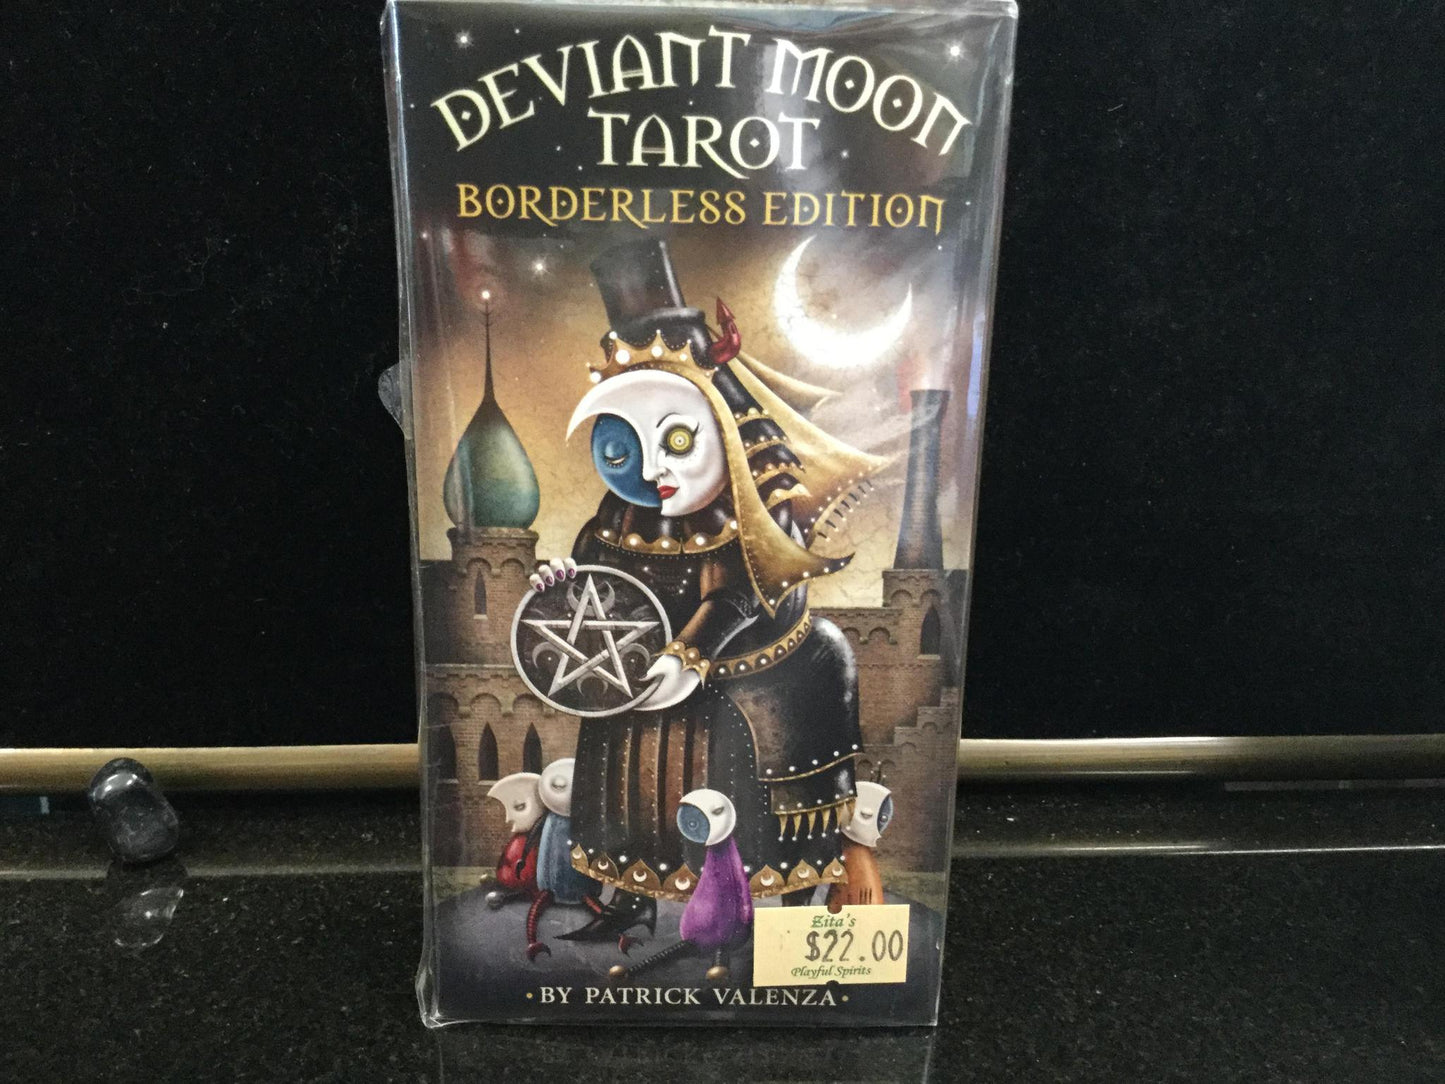 DEVIANT MOON
TAROT
BORDERLESS EDITION
Zita's
$22.00
Playful Spirits
• BY PATRICK VALENZA •